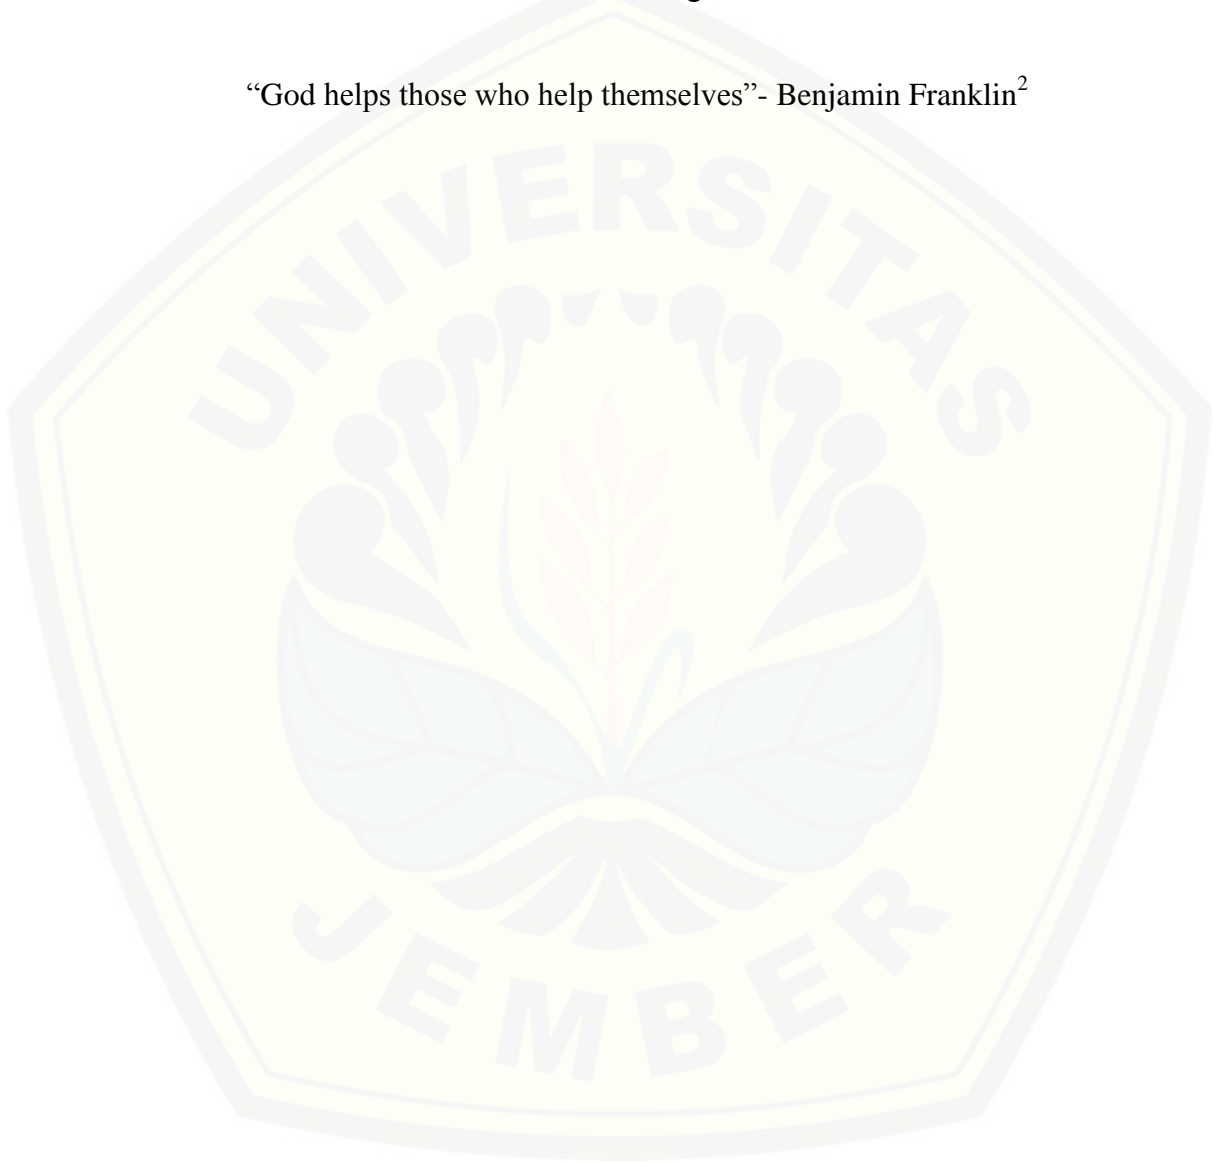 “God helps those who help themselves”- Benjamin Franklin²
UNIVERSITAS
JEMBER